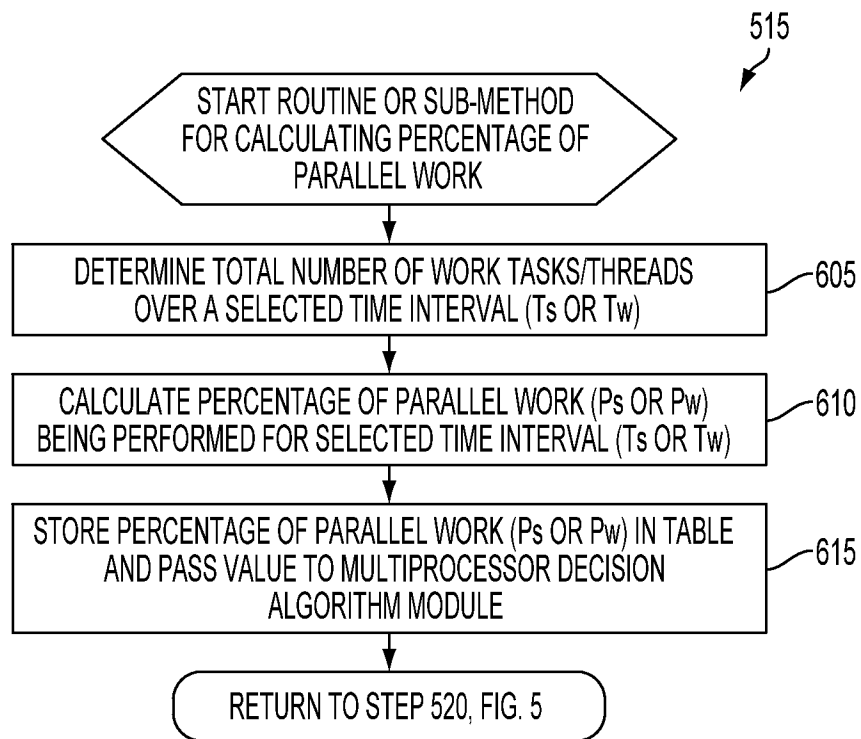 515
START ROUTINE OR SUB-METHOD
FOR CALCULATING PERCENTAGE OF
PARALLEL WORK
DETERMINE TOTAL NUMBER OF WORK TASKS/THREADS
OVER A SELECTED TIME INTERVAL (Ts OR Tw)
605
CALCULATE PERCENTAGE OF PARALLEL WORK (Ps OR Pw)
BEING PERFORMED FOR SELECTED TIME INTERVAL (Ts OR Tw)
610
STORE PERCENTAGE OF PARALLEL WORK (Ps OR Pw) IN TABLE
AND PASS VALUE TO MULTIPROCESSOR DECISION
ALGORITHM MODULE
615
RETURN TO STEP 520, FIG. 5